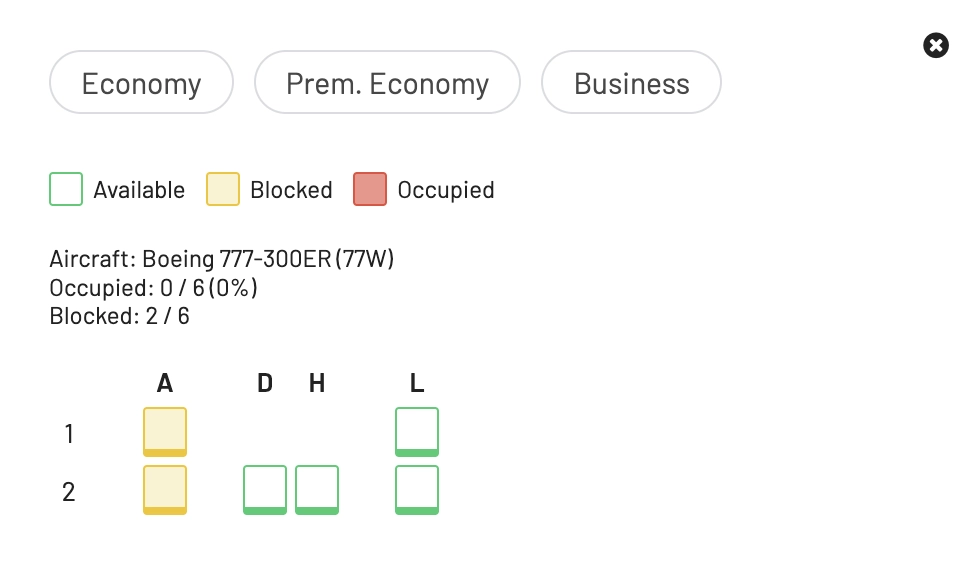 Economy Prem. Economy Business
Available Blocked Occupied
Aircraft: Boeing 777-300ER (77W)
Occupied: 0 / 6 (0%)
Blocked: 2 / 6
A D H L
1
2